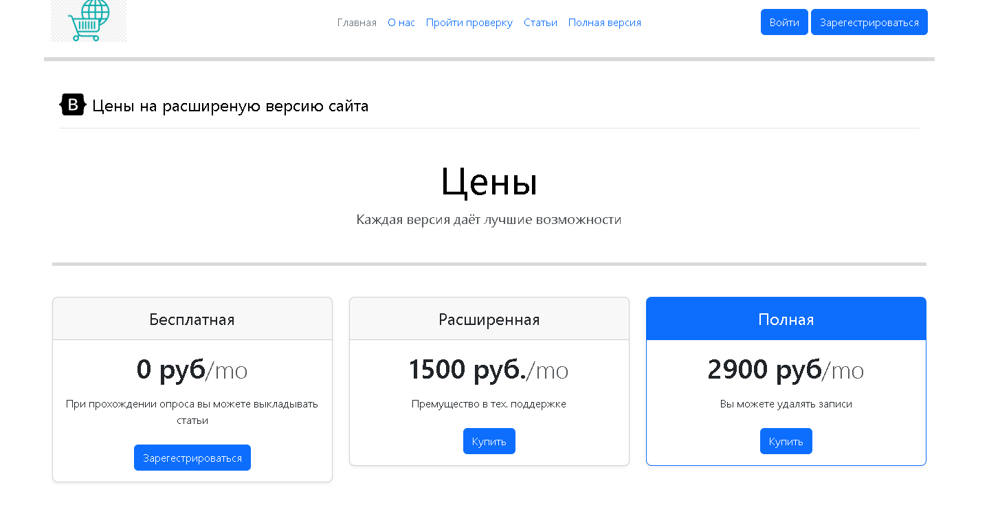 Главная О нас Пройти проверку Статьи Полная версия Войти Зарегестрироваться
B Цены на расширеную версию сайта
Цены
Каждая версия даёт лучшие возможности
Бесплатная Расширенная Полная
0 руб/mo 1500 руб./mo 2900 руб/mo
При прохождении опроса вы можете выкладывать Премущество в тех. поддержке Вы можете удалять записи
статьи
Купить Купить
Зарегестрироваться